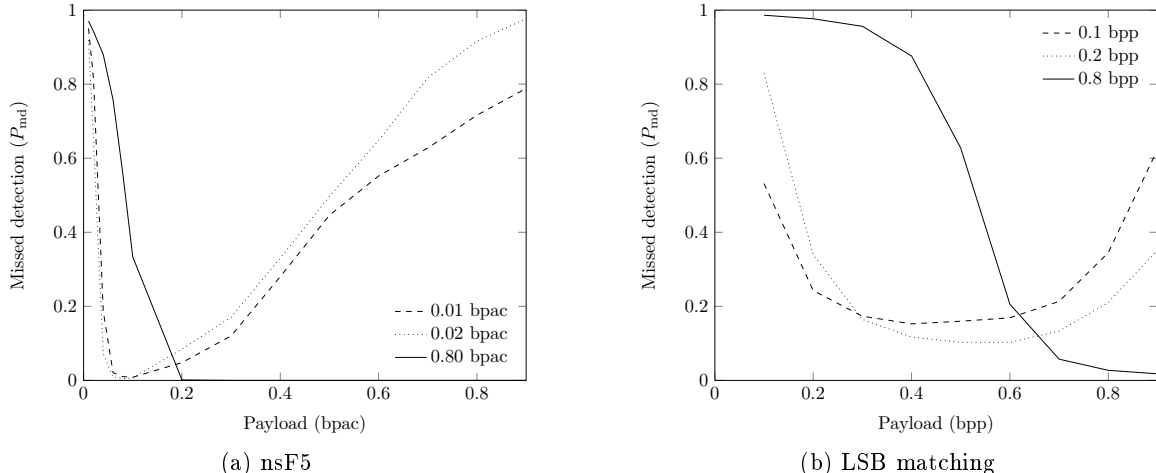 1
0.8
0.6
0.4
0.2
0
Missed detection (Pmd)
0 0.2 0.4 0.6 0.8
Payload (bpac)
0.01 bpac
0.02 bpac
0.80 bpac
(a) nsF5
1
0.8
0.6
0.4
0.2
0
Missed detection (Pmd)
0 0.2 0.4 0.6 0.8
Payload (bpp)
0.1 bpp
0.2 bpp
0.8 bpp
(b) LSB matching